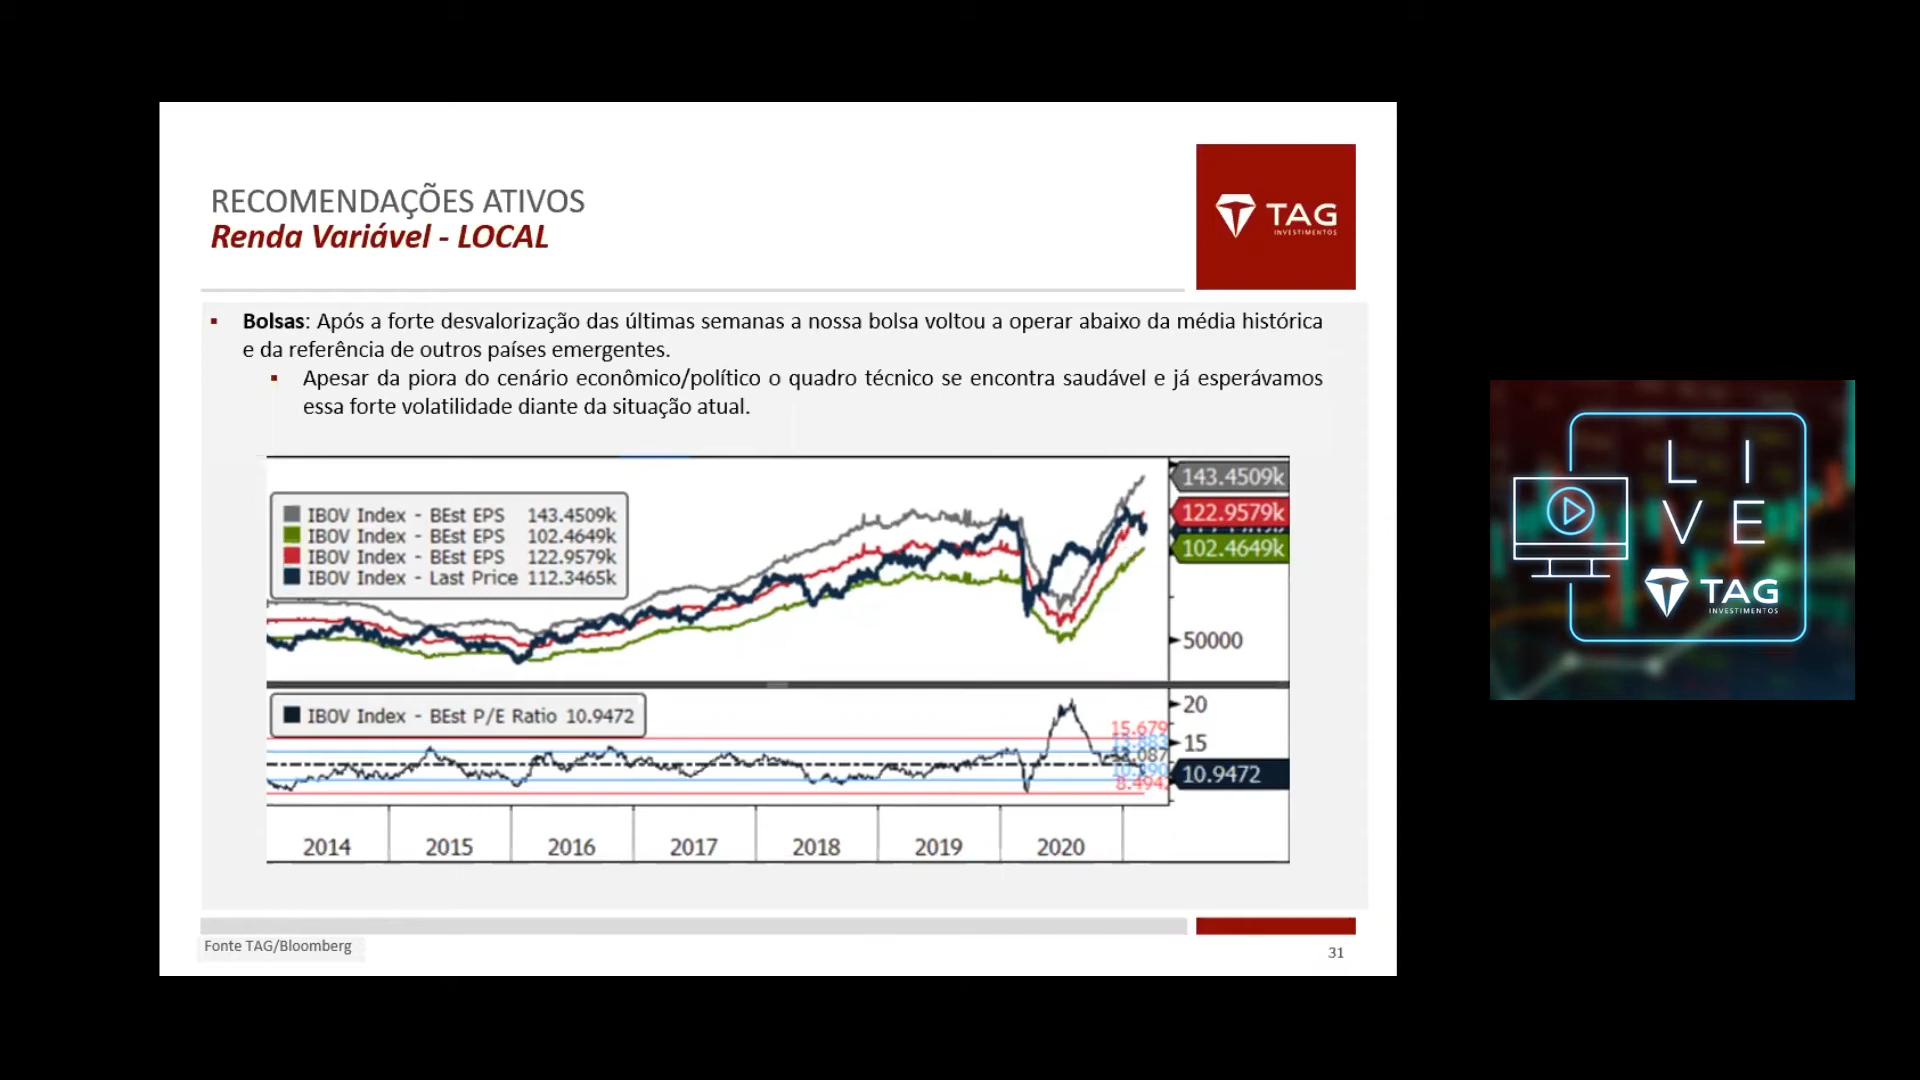 RECOMENDAÇÕES ATIVOS
Renda Variável - LOCAL
TAG
INVESTIMENTOS
▪ Bolsas: Após a forte desvalorização das últimas semanas a nossa bolsa voltou a operar abaixo da média histórica
e da referência de outros países emergentes.
▪ Apesar da piora do cenário econômico/político o quadro técnico se encontra saudável e já esperávamos
essa forte volatilidade diante da situação atual.
IBOV Index - BEst EPS 143.4509k
IBOV Index - BEst EPS 102.4649k
IBOV Index - BEst EPS 122.9579k
IBOV Index - Last Price 112.3465k
143.4509k
122.9579k
102.4649k
50000
IBOV Index - BEst P/E Ratio 10.9472
20
15.679
15
10.9472
2014 2015 2016 2017 2018 2019 2020
Fonte TAG/Bloomberg
31
LI
VE
TAG
INVESTIMENTOS